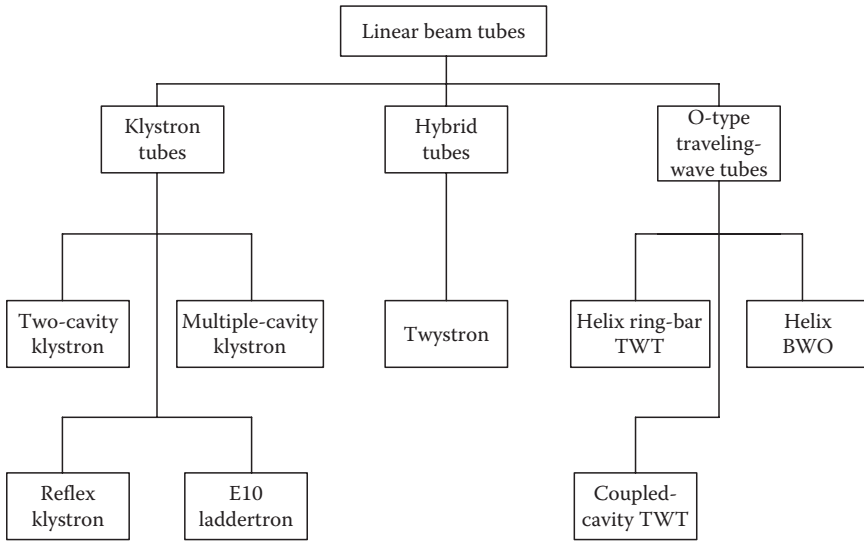 Linear beam tubes
Klystron
tubes
Hybrid
tubes
O-type
traveling-
wave tubes
Two-cavity
klystron
Multiple-cavity
klystron
Twystron
Helix ring-bar
TWT
Helix
BWO
Reflex
klystron
E10
laddertron
Coupled-
cavity TWT